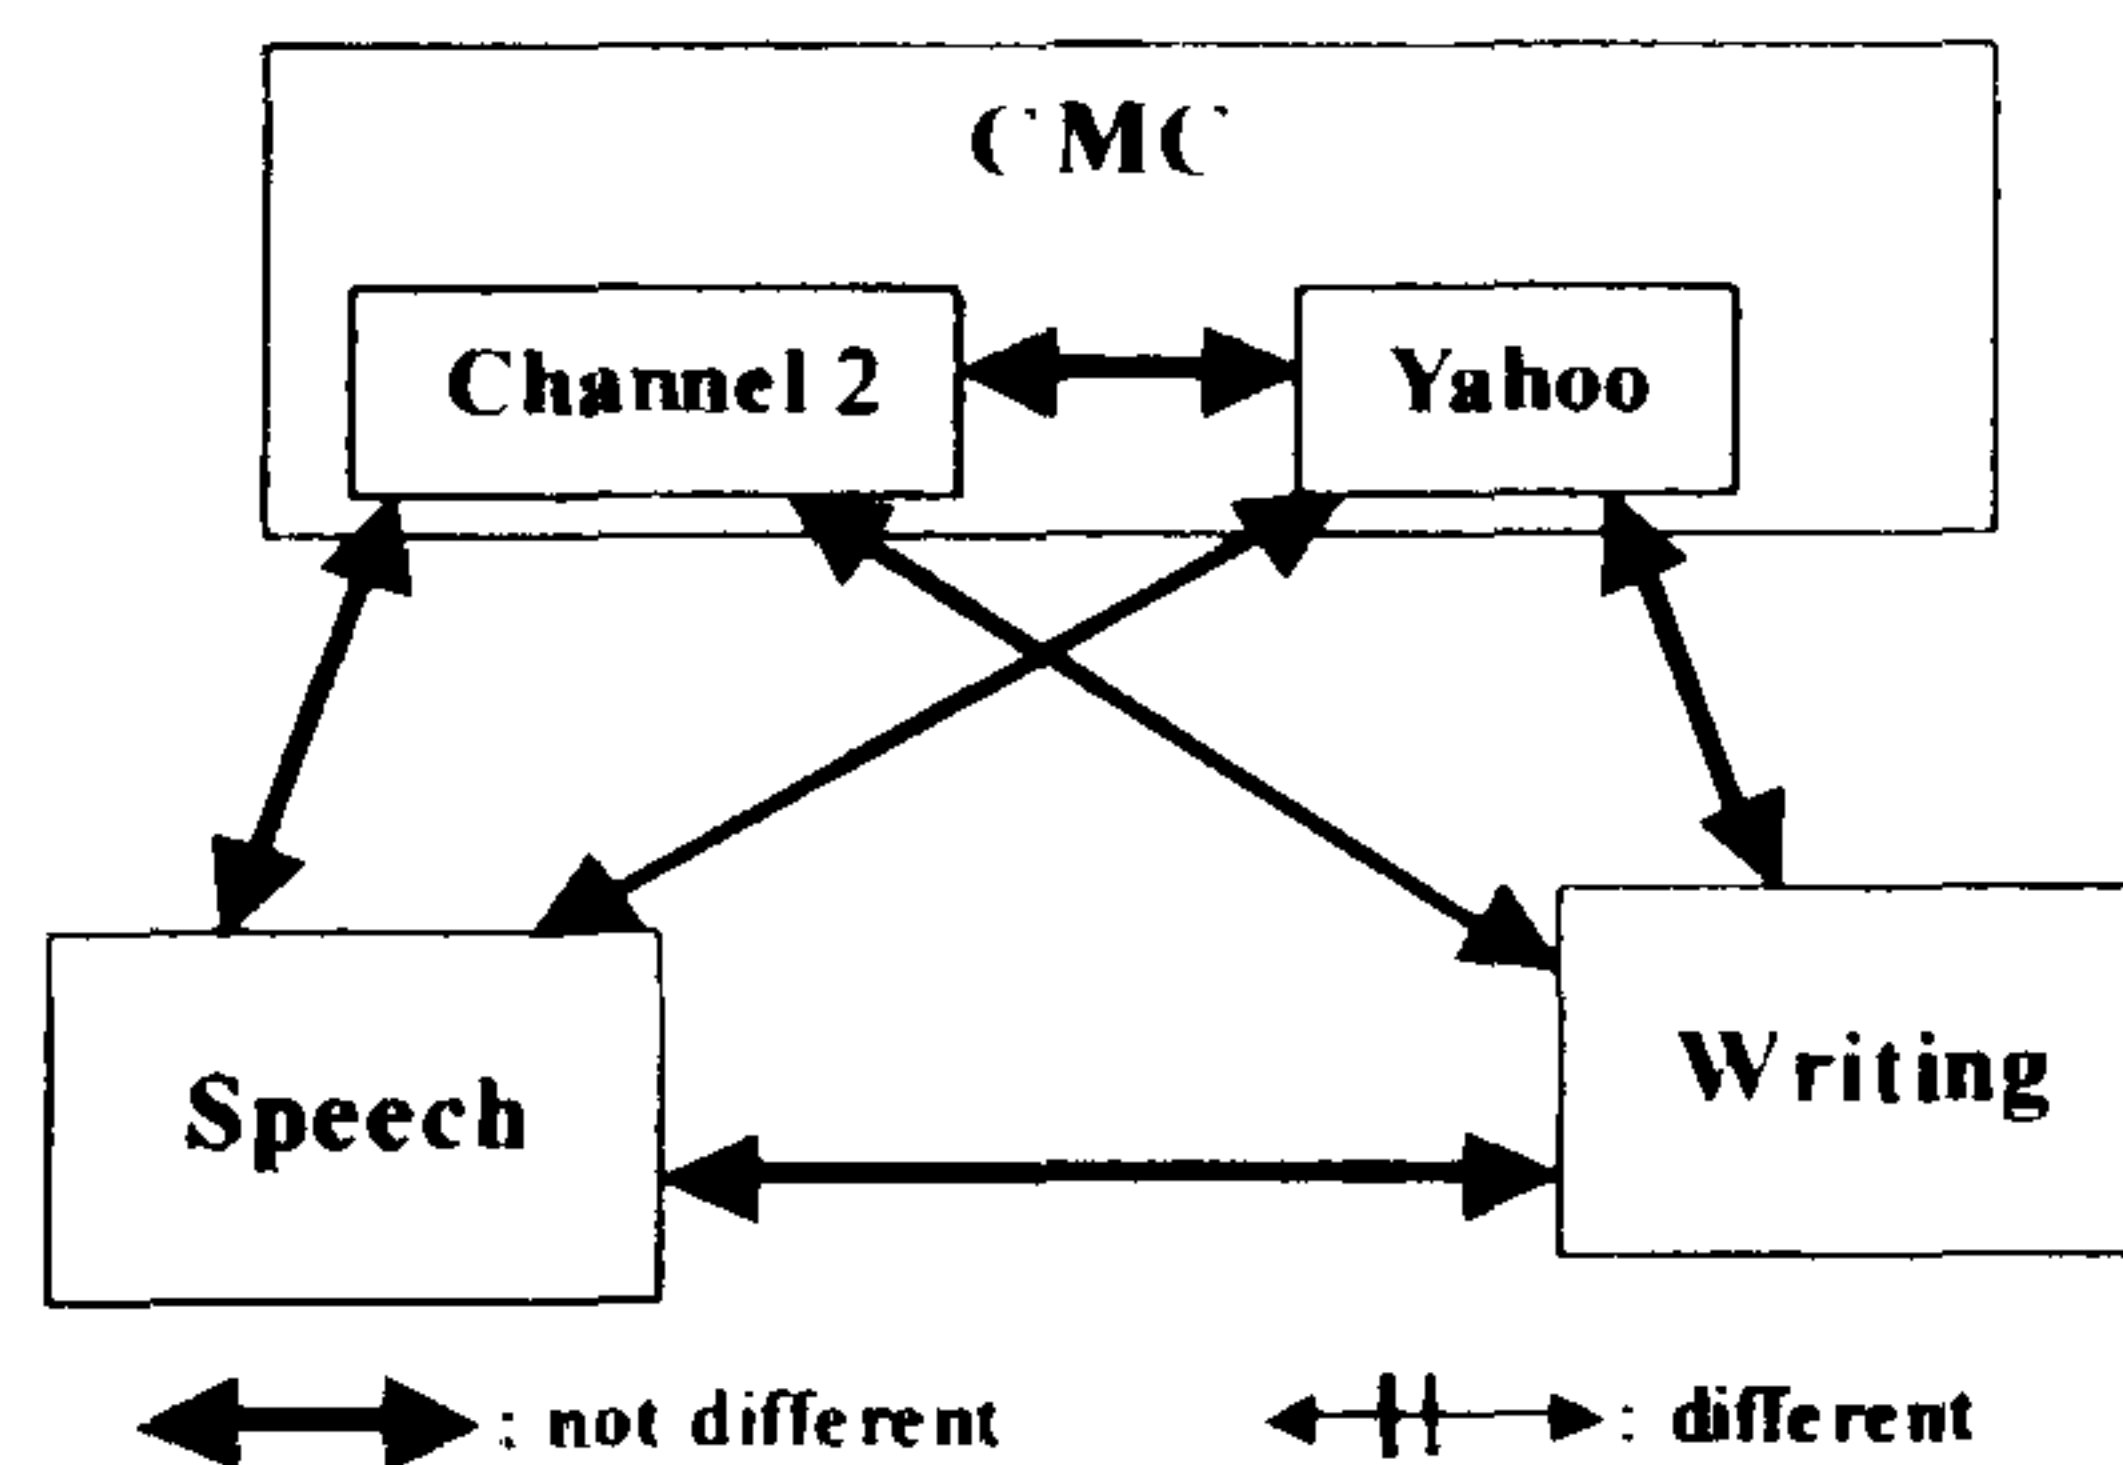 CMC
Channel 2
Yahoo
Speech
Writing
: not different
: different